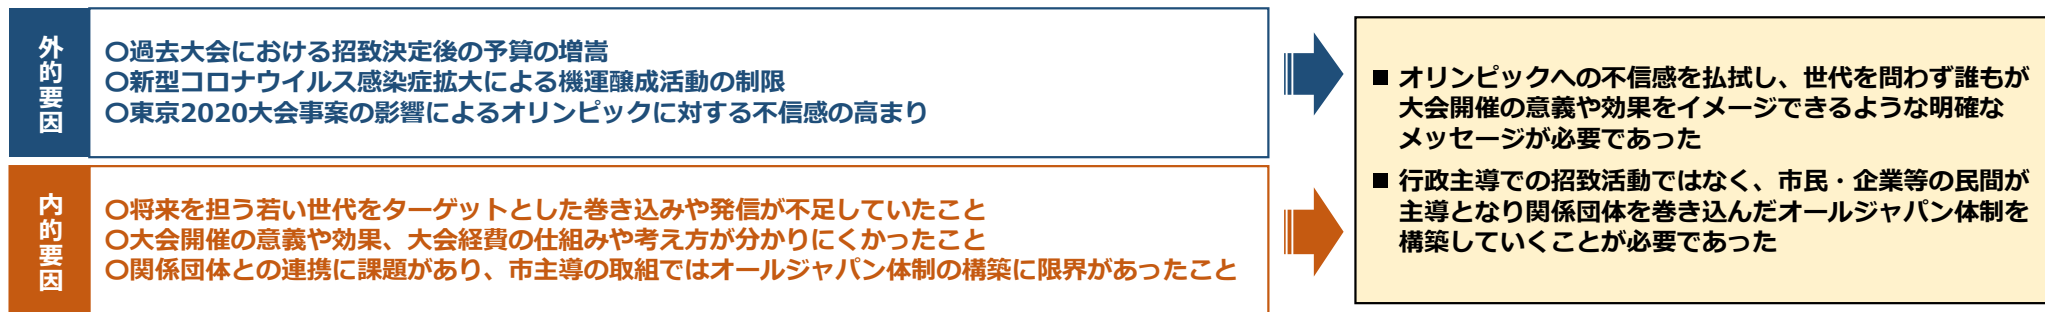 外的要因
〇過去大会における招致決定後の予算の増嵩
〇新型コロナウイルス感染症拡大による機運醸成活動の制限
〇東京2020大会事案の影響によるオリンピックに対する不信感の高まり
内的要因
〇将来を担う若い世代をターゲットとした巻き込みや発信が不足していたこと
〇大会開催の意義や効果、大会経費の仕組みや考え方が分かりにくかったこと
〇関係団体との連携に課題があり、市主導の取組ではオールジャパン体制の構築に限界があったこと
■ オリンピックへの不信感を払拭し、世代を問わず誰もが
大会開催の意義や効果をイメージできるような明確な
メッセージが必要であった
■ 行政主導での招致活動ではなく、市民・企業等の民間が
主導となり関係団体を巻き込んだオールジャパン体制を
構築していくことが必要であった